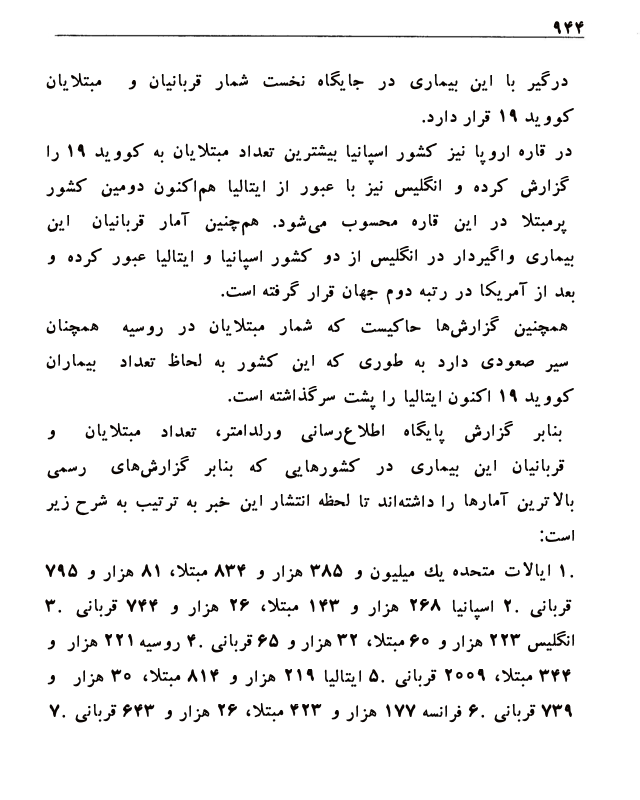 ۹۴۴
درگیر با این بیماری در جایگاه نخست شمار قربانیان و مبتلایان
کووید ۱۹ قرار دارد.
در قاره اروپا نیز کشور اسپانیا بیشترین تعداد مبتلایان به کووید ۱۹ را
گزارش کرده و انگلیس نیز با عبور از ایتالیا هم‌اکنون دومین کشور
پرمبتلا در این قاره محسوب می‌شود. هم‌چنین آمار قربانیان این
بیماری واگیردار در انگلیس از دو کشور اسپانیا و ایتالیا عبور کرده و
بعد از آمریکا در رتبه دوم جهان قرار گرفته است.
همچنین گزارش‌ها حاکیست که شمار مبتلایان در روسیه همچنان
سیر صعودی دارد به طوری که این کشور به لحاظ تعداد بیماران
کووید ۱۹ اکنون ایتالیا را پشت سرگذاشته است.
بنابر گزارش پایگاه اطلاع‌رسانی ورلدامتر، تعداد مبتلایان و
قربانیان این بیماری در کشورهایی که بنابر گزارش‌های رسمی
بالاترین آمارها را داشته‌اند تا لحظه انتشار این خبر به ترتیب به شرح زیر
است:
.۱ ایالات متحده یك میلیون و ۳۸۵ هزار و ۸۳۴ مبتلا، ۸۱ هزار و ۷۹۵
قربانی .۲ اسپانیا ۲۶۸ هزار و ۱۴۳ مبتلا، ۲۶ هزار و ۷۴۴ قربانی .۳
انگلیس ۲۲۳ هزار و ۶۰ مبتلا، ۳۲ هزار و ۶۵ قربانی .۴ روسیه ۲۲۱ هزار و
۳۴۴ مبتلا، ۲۰۰۹ قربانی .۵ ایتالیا ۲۱۹ هزار و ۸۱۴ مبتلا، ۳۰ هزار و
۷۳۹ قربانی .۶ فرانسه ۱۷۷ هزار و ۴۲۳ مبتلا، ۲۶ هزار و ۶۴۳ قربانی .۷